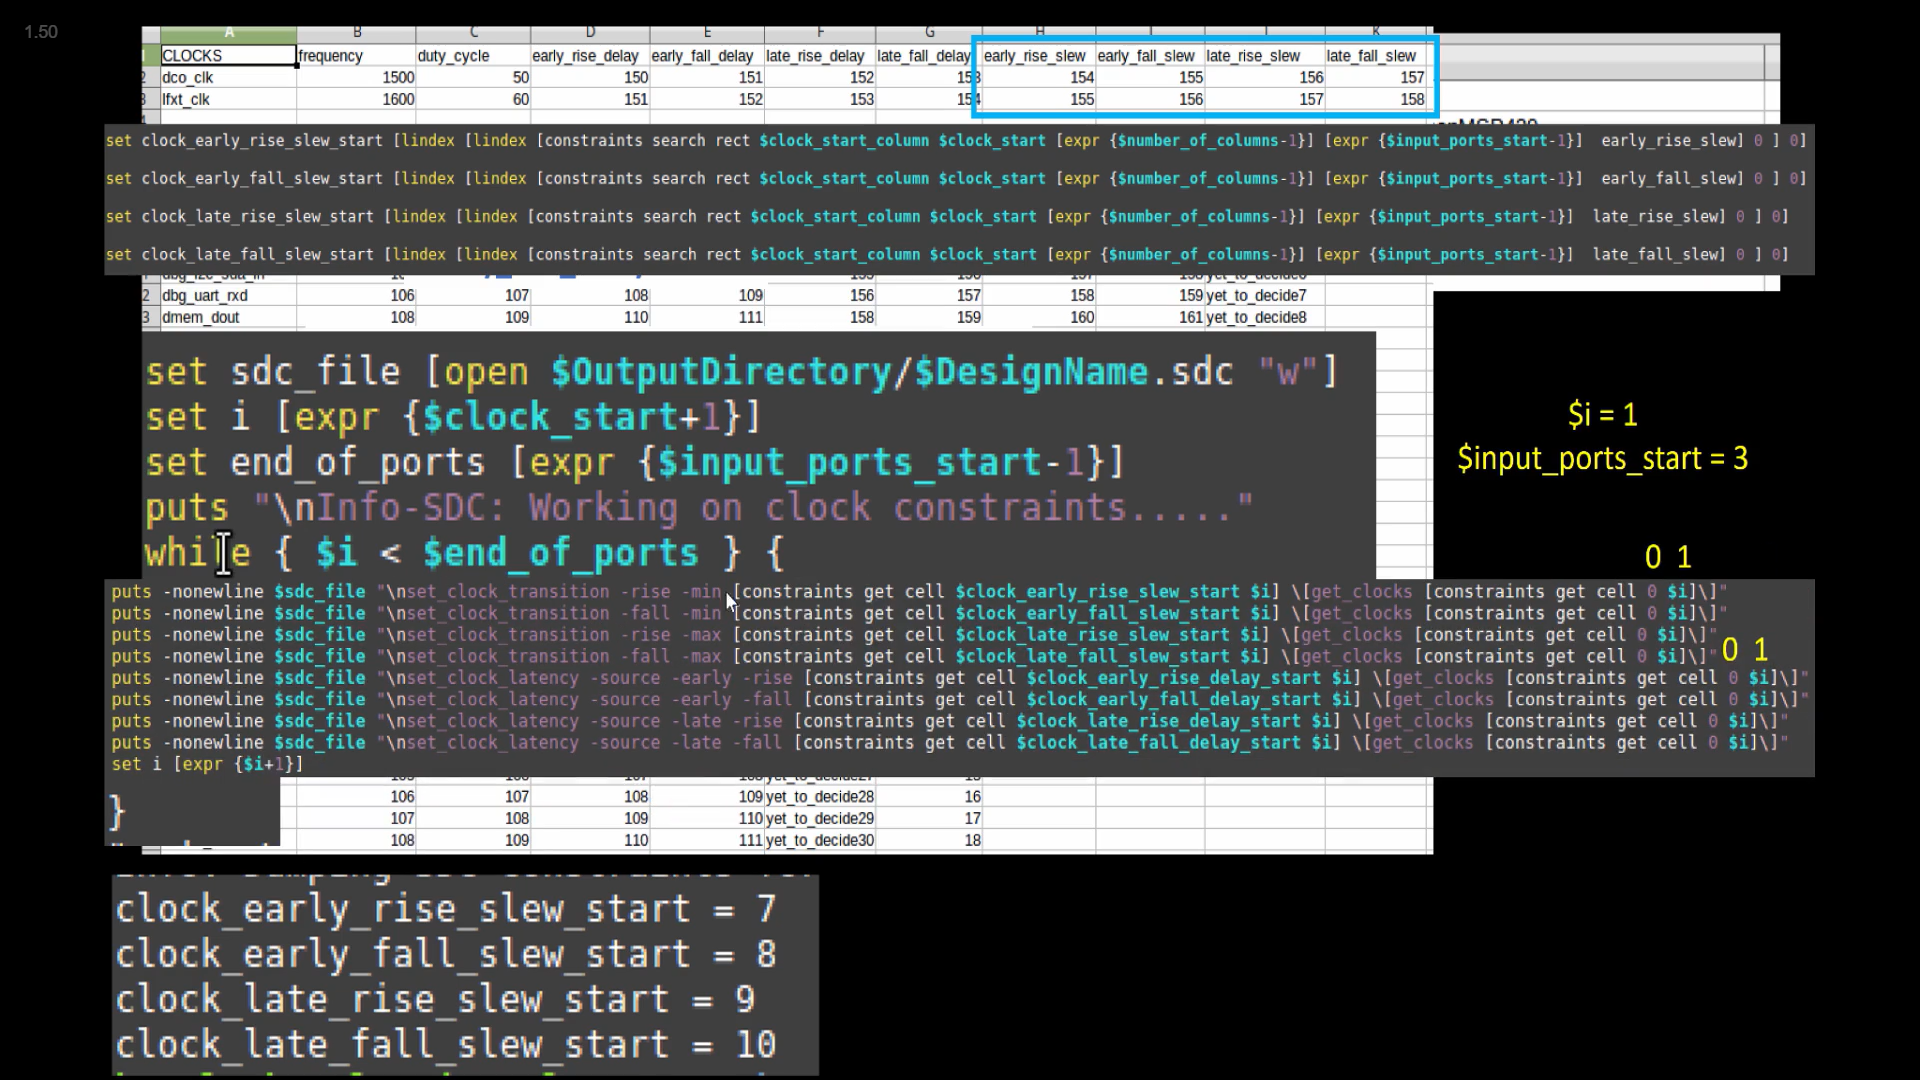 1.50
A B C D E F G H I J K
1 CLOCKS frequency duty_cycle early_rise_delay early_fall_delay late_rise_delay late_fall_delay early_rise_slew early_fall_slew late_rise_slew late_fall_slew
2 dco_clk 1500 50 150 151 152 153 154 155 156 157
3 lfxt_clk 1600 60 151 152 153 154 155 156 157 158
set clock_early_rise_slew_start [lindex [lindex [constraints search rect $clock_start_column $clock_start [expr {$number_of_columns-1}] [expr {$input_ports_start-1}]  early_rise_slew] 0 ] 0]
set clock_early_fall_slew_start [lindex [lindex [constraints search rect $clock_start_column $clock_start [expr {$number_of_columns-1}] [expr {$input_ports_start-1}]  early_fall_slew] 0 ] 0]
set clock_late_rise_slew_start [lindex [lindex [constraints search rect $clock_start_column $clock_start [expr {$number_of_columns-1}] [expr {$input_ports_start-1}]  late_rise_slew] 0 ] 0]
set clock_late_fall_slew_start [lindex [lindex [constraints search rect $clock_start_column $clock_start [expr {$number_of_columns-1}] [expr {$input_ports_start-1}]  late_fall_slew] 0 ] 0]
2 dbg_uart_rxd 106 107 108 109 156 157 158 159 yet_to_decide7
3 dmem_dout 108 109 110 111 158 159 160 161 yet_to_decide8
set sdc_file [open $OutputDirectory/$DesignName.sdc "w"]
set i [expr {$clock_start+1}]
set end_of_ports [expr {$input_ports_start-1}]
puts "\nInfo-SDC: Working on clock constraints....."
while { $i < $end_of_ports } {
$i = 1
$input_ports_start = 3
0 1
puts -nonewline $sdc_file "\nset_clock_transition -rise -min [constraints get cell $clock_early_rise_slew_start $i] \[get_clocks [constraints get cell 0 $i]\]"
puts -nonewline $sdc_file "\nset_clock_transition -fall -min [constraints get cell $clock_early_fall_slew_start $i] \[get_clocks [constraints get cell 0 $i]\]"
puts -nonewline $sdc_file "\nset_clock_transition -rise -max [constraints get cell $clock_late_rise_slew_start $i] \[get_clocks [constraints get cell 0 $i]\]"
puts -nonewline $sdc_file "\nset_clock_transition -fall -max [constraints get cell $clock_late_fall_slew_start $i] \[get_clocks [constraints get cell 0 $i]\]"
0 1
puts -nonewline $sdc_file "\nset_clock_latency -source -early -rise [constraints get cell $clock_early_rise_delay_start $i] \[get_clocks [constraints get cell 0 $i]\]"
puts -nonewline $sdc_file "\nset_clock_latency -source -early -fall [constraints get cell $clock_early_fall_delay_start $i] \[get_clocks [constraints get cell 0 $i]\]"
puts -nonewline $sdc_file "\nset_clock_latency -source -late -rise [constraints get cell $clock_late_rise_delay_start $i] \[get_clocks [constraints get cell 0 $i]\]"
puts -nonewline $sdc_file "\nset_clock_latency -source -late -fall [constraints get cell $clock_late_fall_delay_start $i] \[get_clocks [constraints get cell 0 $i]\]"
set i [expr {$i+1}]
}
106 107 108 109 yet_to_decide28 16
107 108 109 110 yet_to_decide29 17
108 109 110 111 yet_to_decide30 18
clock_early_rise_slew_start = 7
clock_early_fall_slew_start = 8
clock_late_rise_slew_start = 9
clock_late_fall_slew_start = 10